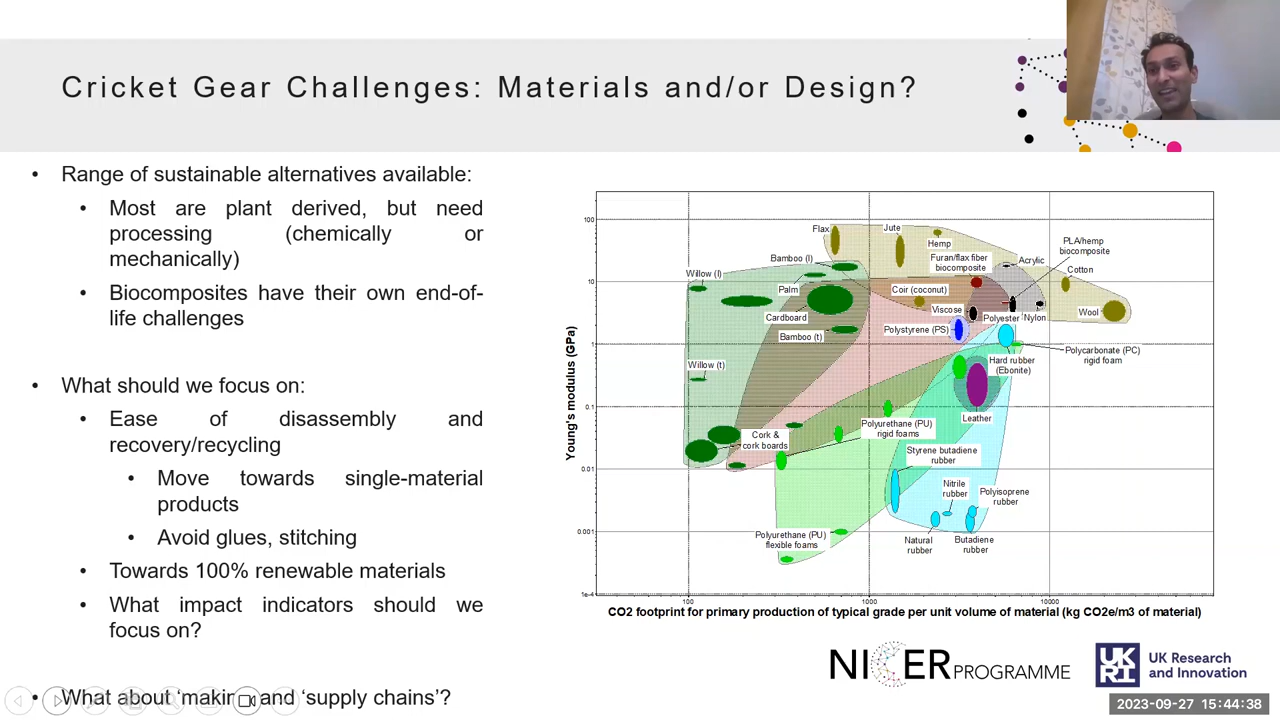 Cricket Gear Challenges: Materials and/or Design?
• Range of sustainable alternatives available:
• Most are plant derived, but need
processing (chemically or
mechanically)
• Biocomposites have their own end-of-
life challenges
• What should we focus on:
• Ease of disassembly and
recovery/recycling
• Move towards single-material
products
• Avoid glues, stitching
• Towards 100% renewable materials
• What impact indicators should we
focus on?
• What about 'making' and 'supply chains'?
Young's modulus (GPa)
100
10
1
0.1
0.01
0.001
1e-4
Flax
Jute
Hemp
PLA/hemp
biocomposite
Bamboo (l)
Furan/flax fiber
biocomposite
Acrylic
Willow (l)
Cotton
Palm
Coir (coconut)
Cardboard
Viscose
Polyester
Nylon
Wool
Bamboo (t)
Polystyrene (PS)
Polycarbonate (PC)
rigid foam
Willow (t)
Hard rubber
(Ebonite)
Leather
Cork &
cork boards
Polyurethane (PU)
rigid foams
Styrene butadiene
rubber
Nitrile
rubber
Polyisoprene
rubber
Polyurethane (PU)
flexible foams
Natural
rubber
Butadiene
rubber
100
1000
10000
CO2 footprint for primary production of typical grade per unit volume of material (kg CO2e/m3 of material)
NICER PROGRAMME
UKRI
UK Research
and Innovation
2023-09-27 15:44:38